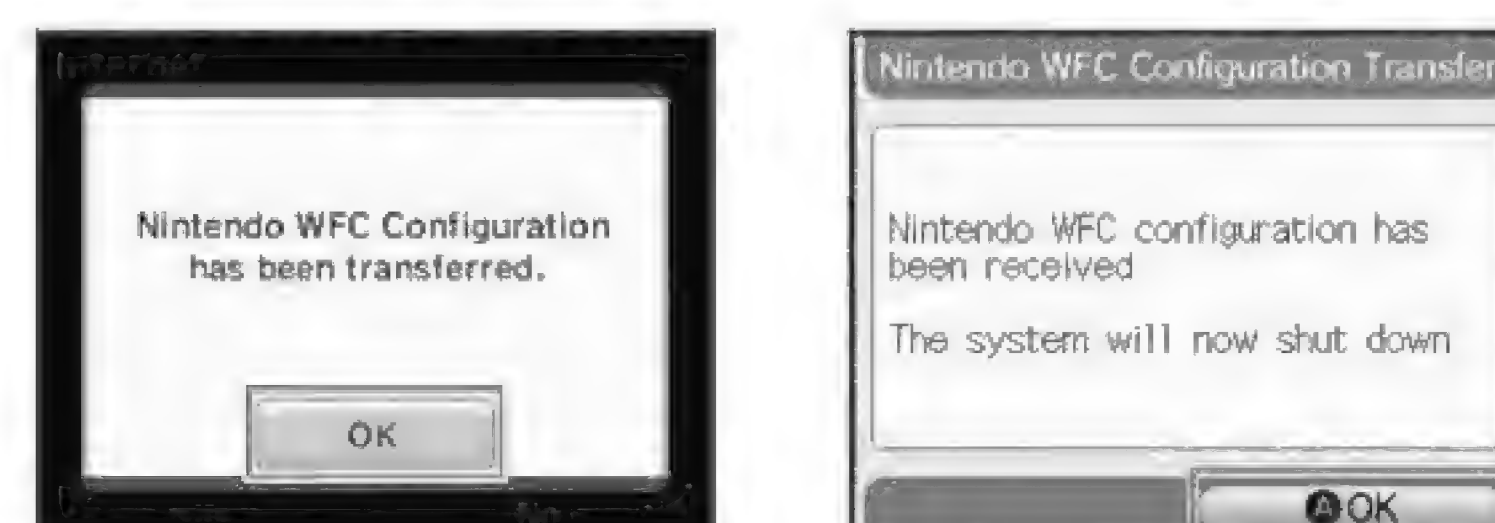 Nintendo WFC Configuration
has been transferred.
OK
Nintendo WFC Configuration Transfer
Nintendo WFC configuration has
been received
The system will now shut down
A OK